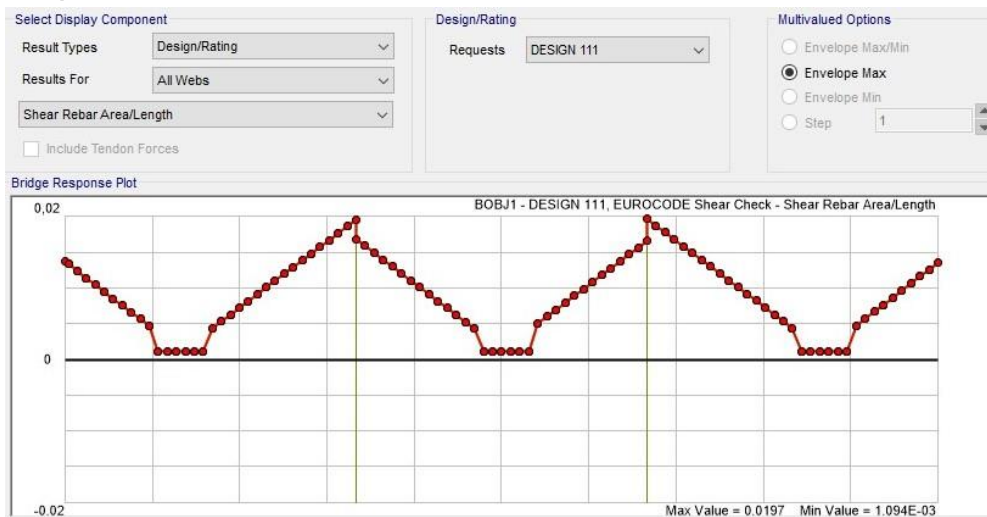 Select Display Component
Design/Rating
Multivalued Options
Result Types
Design/Rating
Requests
DESIGN 111
Envelope Max/Min
Results For
All Webs
Envelope Max
Shear Rebar Area/Length
Envelope Min
Step
1
Include Tendon Forces
Bridge Response Plot
0,02
BOBJ1 - DESIGN 111, EUROCODE Shear Check - Shear Rebar Area/Length
0
-0.02
Max Value = 0.0197 Min Value = 1.094E-03